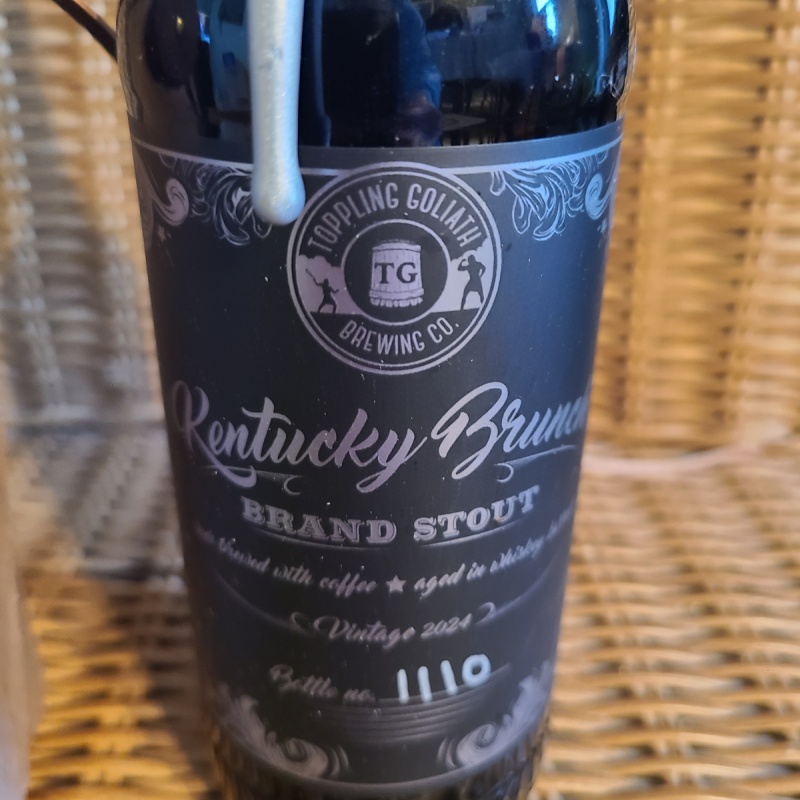 TOPPLING GOLIATH
TG
BREWING CO.
Kentucky Brunch
BRAND STOUT
brewed with coffee ★ aged in whiskey
Vintage 2024
Bottle no. 1110